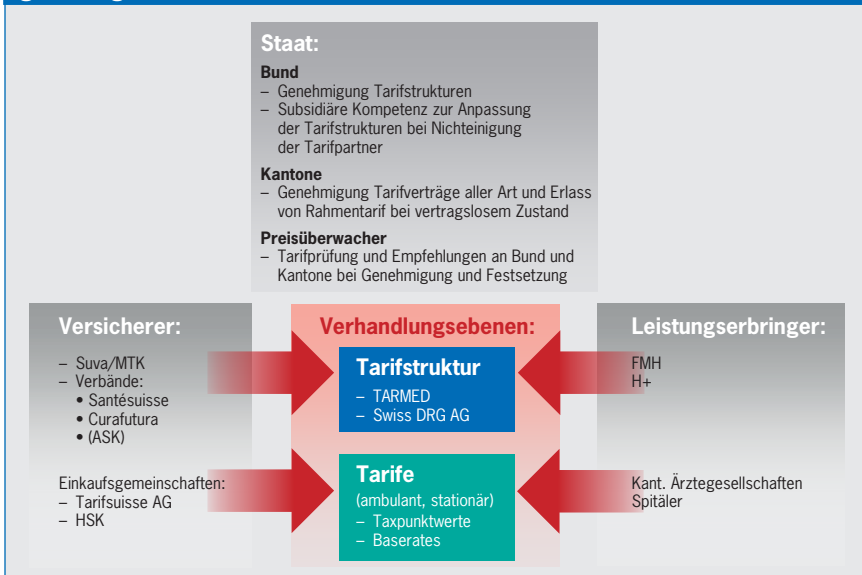 Staat:
Bund
– Genehmigung Tarifstrukturen
– Subsidiäre Kompetenz zur Anpassung
der Tarifstrukturen bei Nichteinigung
der Tarifpartner
Kantone
– Genehmigung Tarifverträge aller Art und Erlass
von Rahmentarif bei vertragslosem Zustand
Preisüberwacher
– Tarifprüfung und Empfehlungen an Bund und
Kantone bei Genehmigung und Festsetzung
Versicherer:
– Suva/MTK
– Verbände:
• Santésuisse
• Curafutura
• (ASK)
Einkaufsgemeinschaften:
– Tarifsuisse AG
– HSK
Verhandlungsebenen:
Tarifstruktur
– TARMED
– Swiss DRG AG
Tarife
(ambulant, stationär)
– Taxpunktwerte
– Baserates
Leistungserbringer:
FMH
H+
Kant. Ärztegesellschaften
Spitäler